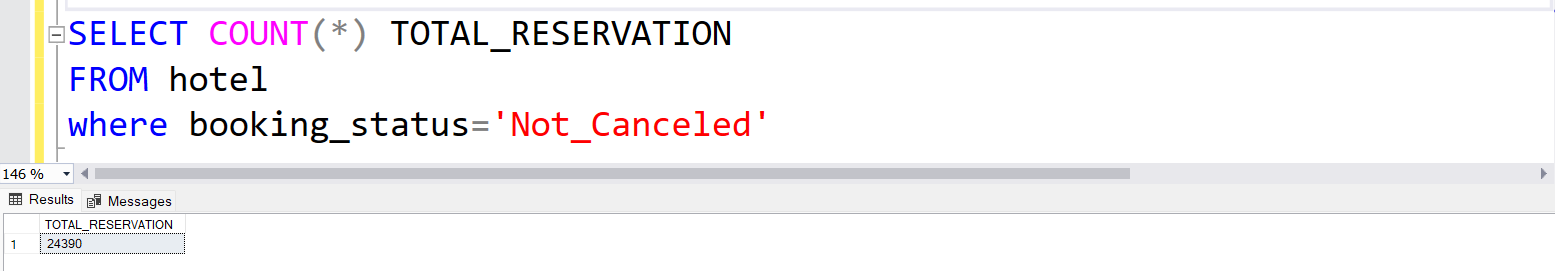 SELECT COUNT(*) TOTAL_RESERVATION
FROM hotel
where booking_status='Not_Canceled'
146 %
Results Messages
TOTAL_RESERVATION
1 24390